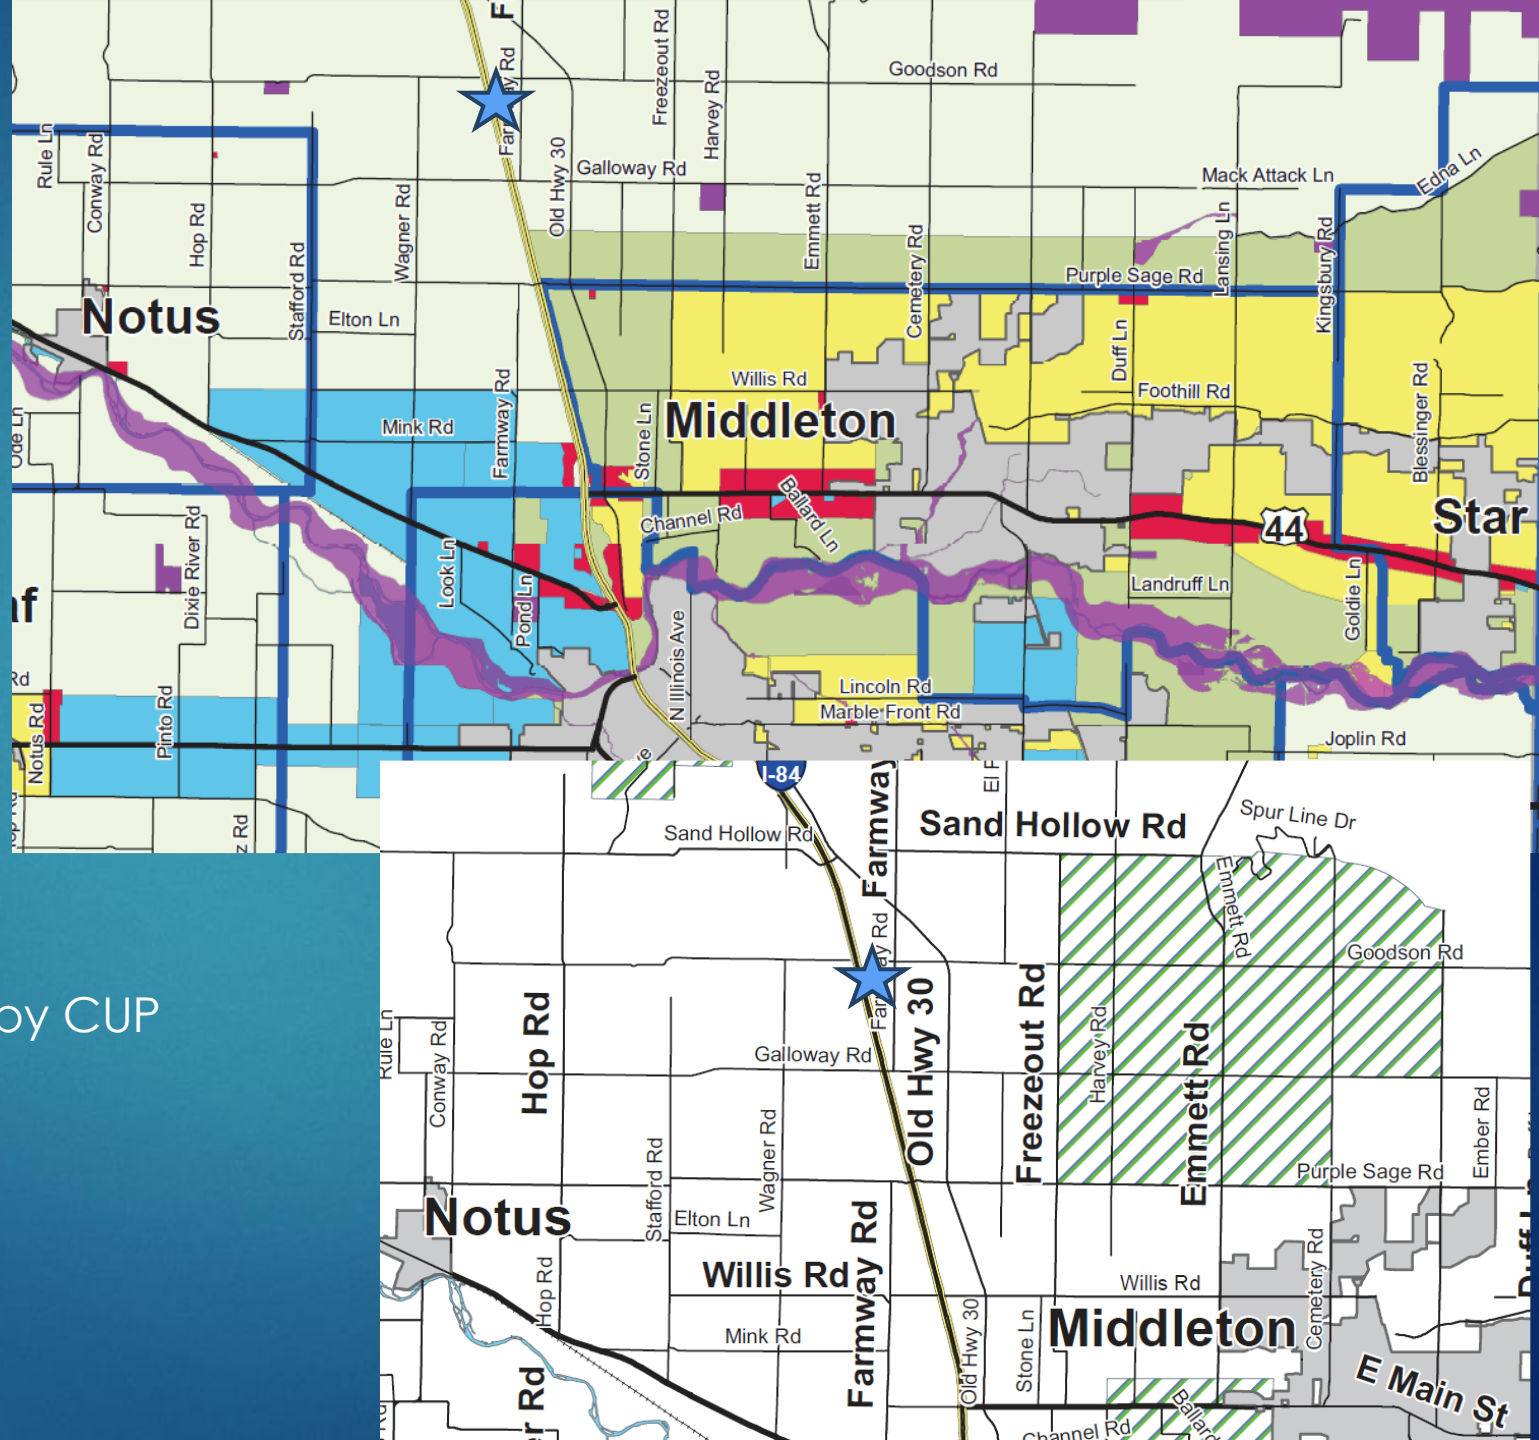 Freezeout Rd
Farmway Rd
Goodson Rd
Harvey Rd
Rule Ln
Conway Rd
Old Hwy 30
Galloway Rd
Mack Attack Ln
Edna Ln
Hop Rd
Wagner Rd
Emmett Rd
Lansing Ln
Stafford Rd
Cemetery Rd
Purple Sage Rd
Kingsbury Rd
Notus
Elton Ln
Duff Ln
Willis Rd
Foothill Rd
Ode Ln
Mink Rd
Farmway Rd
Stone Ln
Middleton
Blessinger Rd
Ballard Ln
Channel Rd
44
Star
Dixie River Rd
Look Ln
Pond Ln
Landruff Ln
Goldie Ln
af
N Illinois Ave
Rd
Lincoln Rd
Marble Front Rd
Notus Rd
Pinto Rd
Joplin Rd
z Rd
by CUP
I-84
Farmway
Sand Hollow Rd
Sand Hollow Rd
Spur Line Dr
Emmett Rd
Goodson Rd
Rule Ln
Conway Rd
Hop Rd
Galloway Rd
Old Hwy 30
Freezeout Rd
Harvey Rd
Emmett Rd
Ember Rd
Purple Sage Rd
Stafford Rd
Wagner Rd
Notus
Elton Ln
Hop Rd
Willis Rd
Farmway Rd
Willis Rd
Cemetery Rd
Mink Rd
Old Hwy 30
Stone Ln
Middleton
E Main St
er Rd
Channel Rd
Ballard